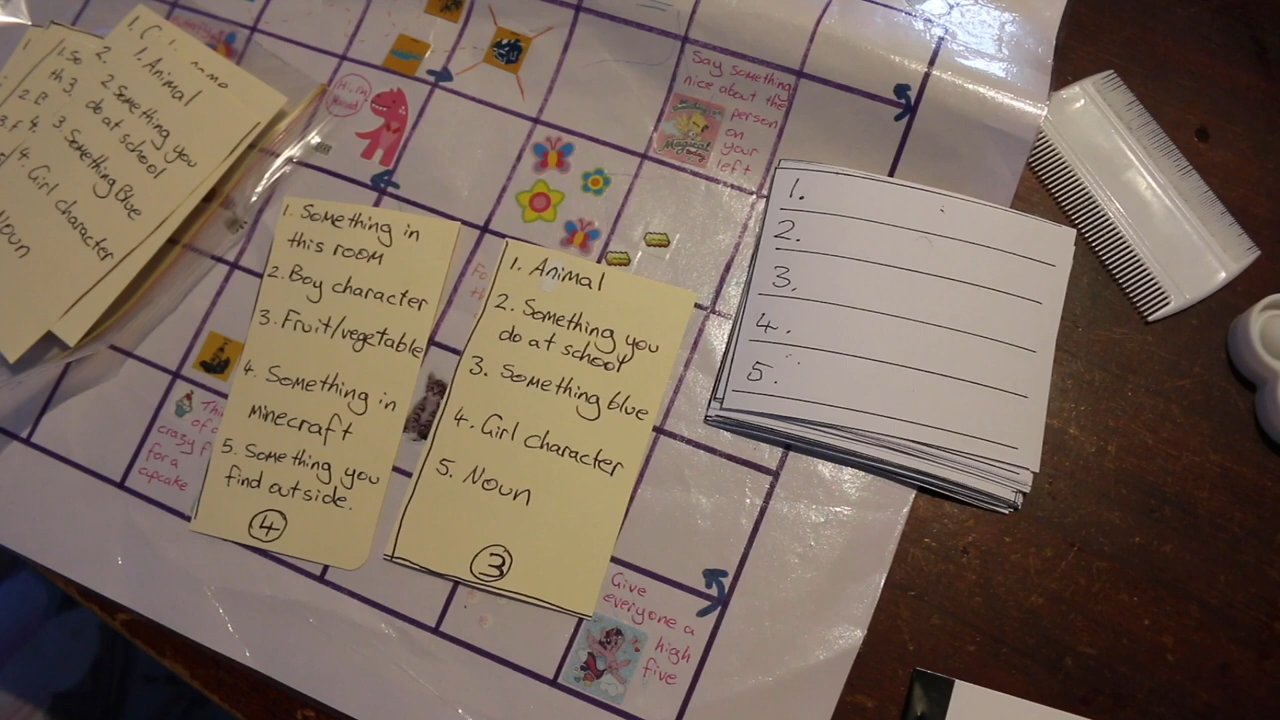 1. Animal
2. Something you
do at school
3. Something Blue
4. Girl character
Noun
Hi, I'm
Say something
nice about the
person
on
your
left
1. Something in
this room
2. Boy character
3. Fruit/vegetable
4. Something in
minecraft
5. Something you
find outside.
4
1. Animal
2. Something you
do at school
3. Something blue
4. Girl character
5. Noun
3
1.
2.
3.
4.
5.
of a
crazy f
for a
cupcake
Give
everyone a
high
five